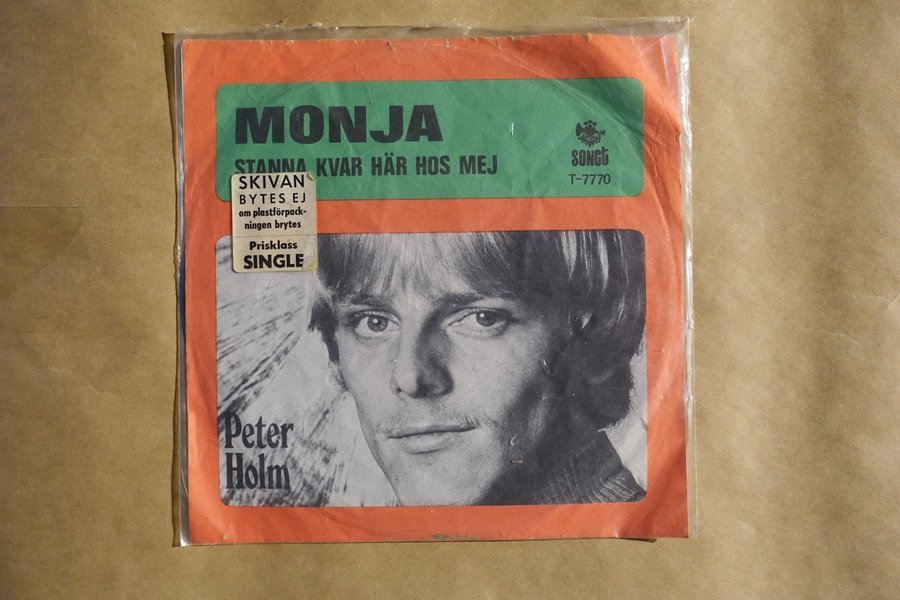 MONJA
STANNA KVAR HÄR HOS MEJ
SONET
T-7770
SKIVAN
BYTES EJ
om plastförpack-
ningen brytes
Prisklass
SINGLE
Peter
Holm